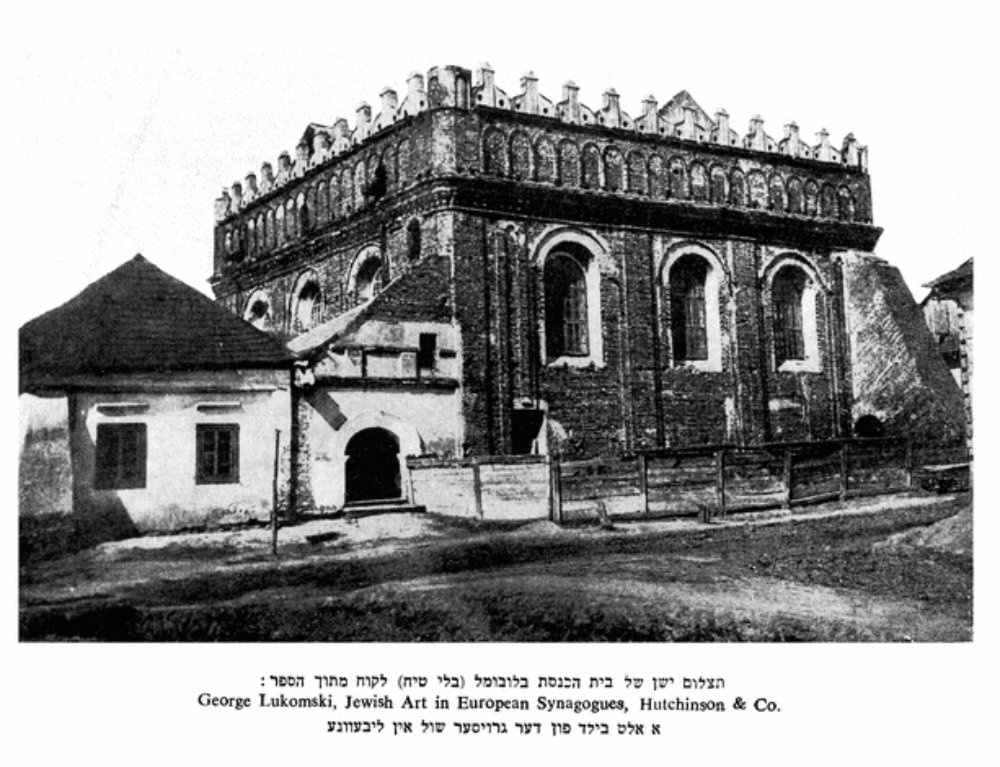 תצלום ישן של בית הכנסת בלובומל (בלי טיח) לקוח מתוך הספר:
George Lukomski, Jewish Art in European Synagogues, Hutchinson & Co.
א אלט בילד פון דער גרויסער שול אין ליבעוונע